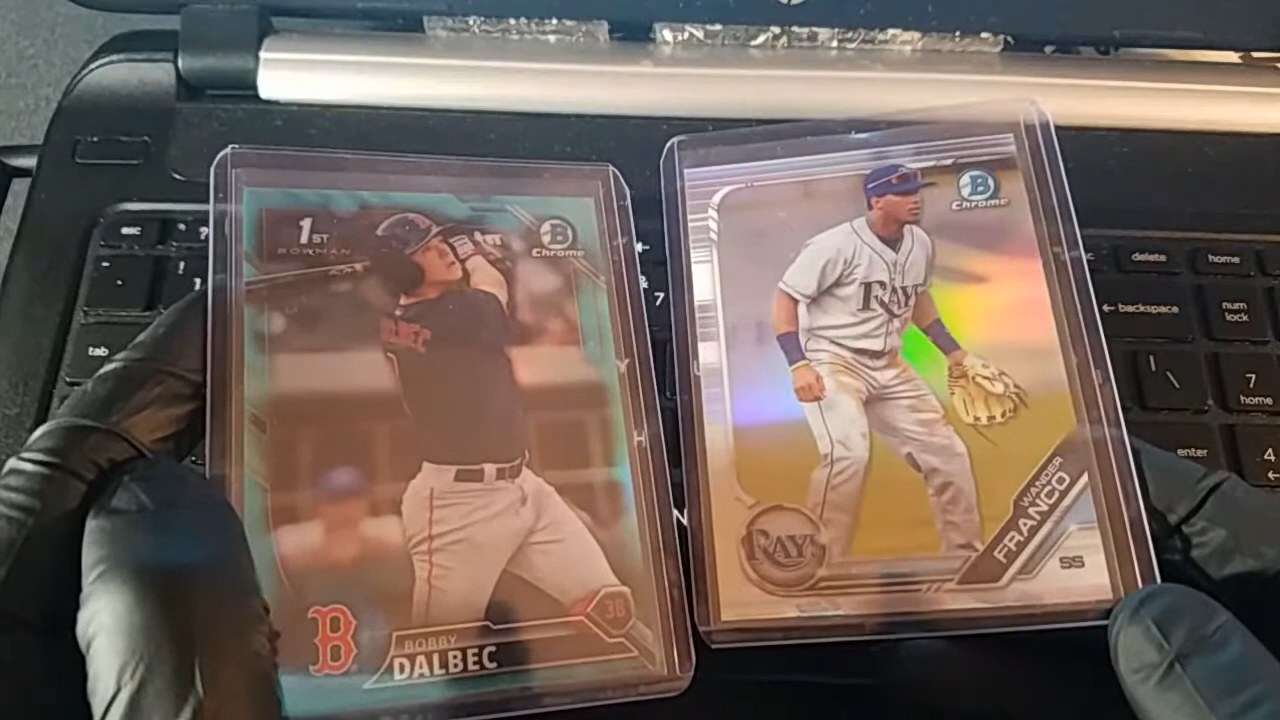 esc
?
!
tab
7
1ST
BOWMAN
B
Chrome
B
BOBBY
DALBEC
3B
B
Chrome
RAYS
RAYS
WANDER
FRANCO
SS
delete
home
← backspace
num
lock
\
7
home
enter
4
←